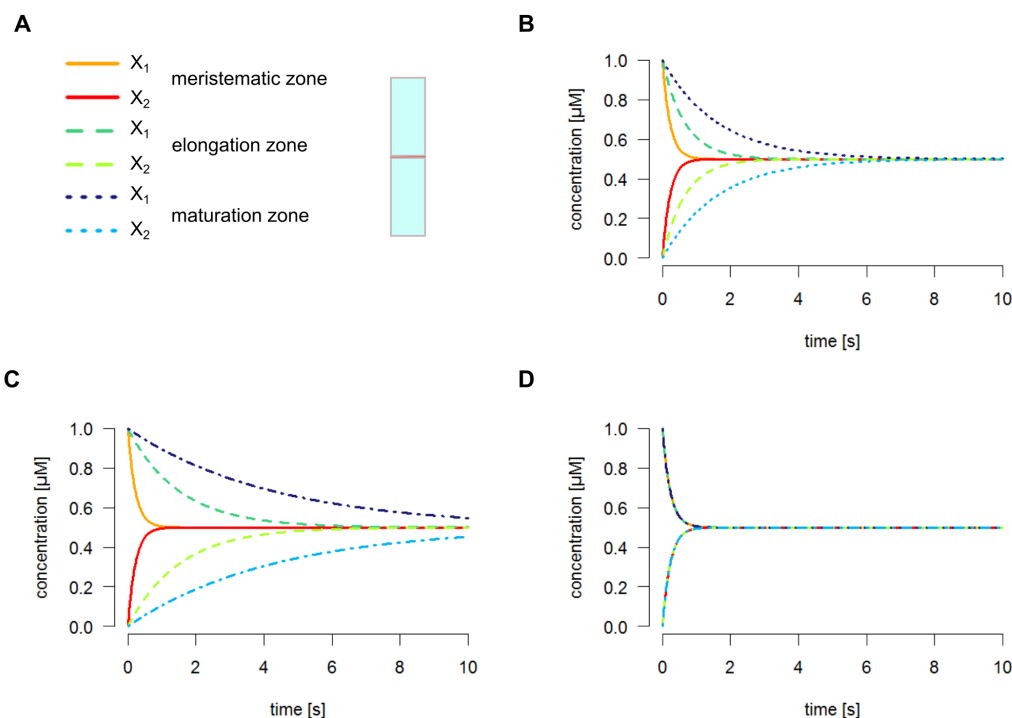 A
X1
meristematic zone
X2
X1
elongation zone
X2
X1
maturation zone
X2
B
concentration [µM]
1.0
0.8
0.6
0.4
0.2
0.0
0 2 4 6 8 10
time [s]
C
concentration [µM]
1.0
0.8
0.6
0.4
0.2
0.0
0 2 4 6 8 10
time [s]
D
concentration [µM]
1.0
0.8
0.6
0.4
0.2
0.0
0 2 4 6 8 10
time [s]